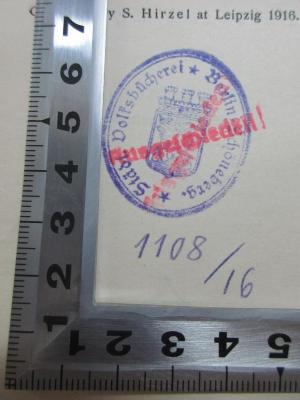 y S. Hirzel at Leipzig 1916.
Städt. Volksbücherei ★ Berlin-Schöneberg. ★
Ausgeschieden!
1108/16
7
6
5
4
3
2
1
1 2 3 4 5